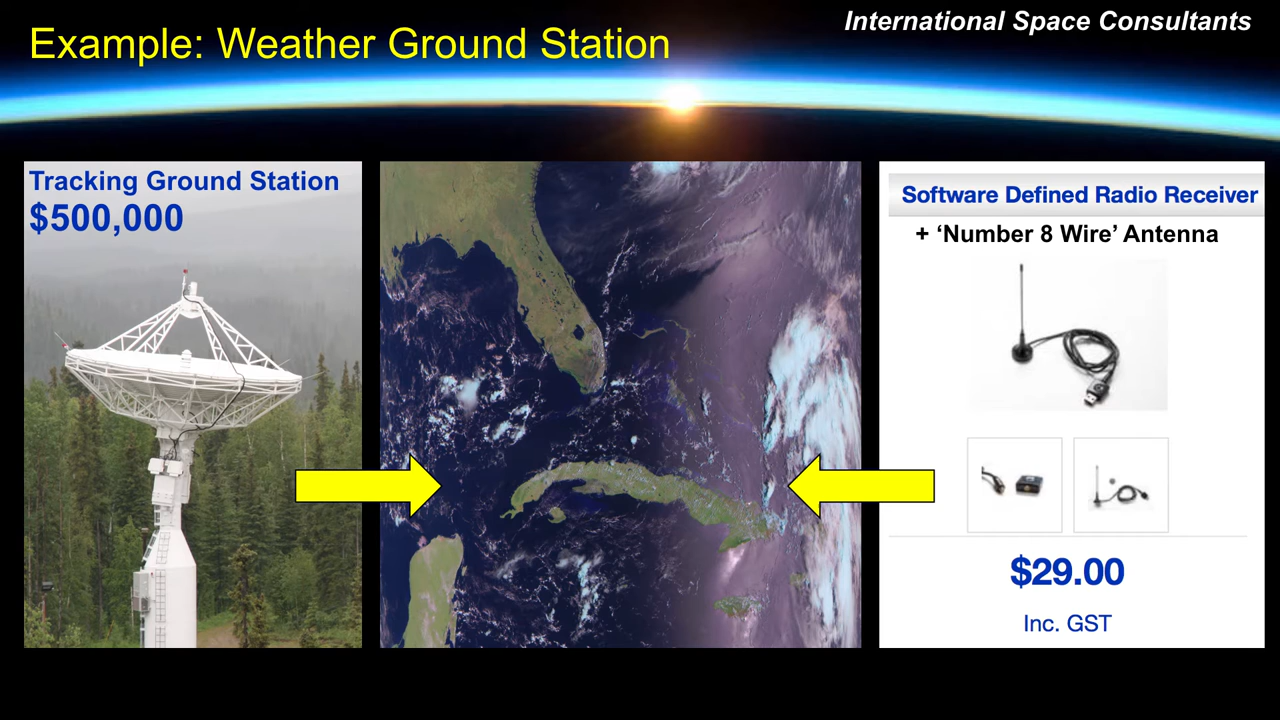 International Space Consultants
Example: Weather Ground Station
Tracking Ground Station
$500,000
Software Defined Radio Receiver
+ ‘Number 8 Wire’ Antenna
$29.00
Inc. GST